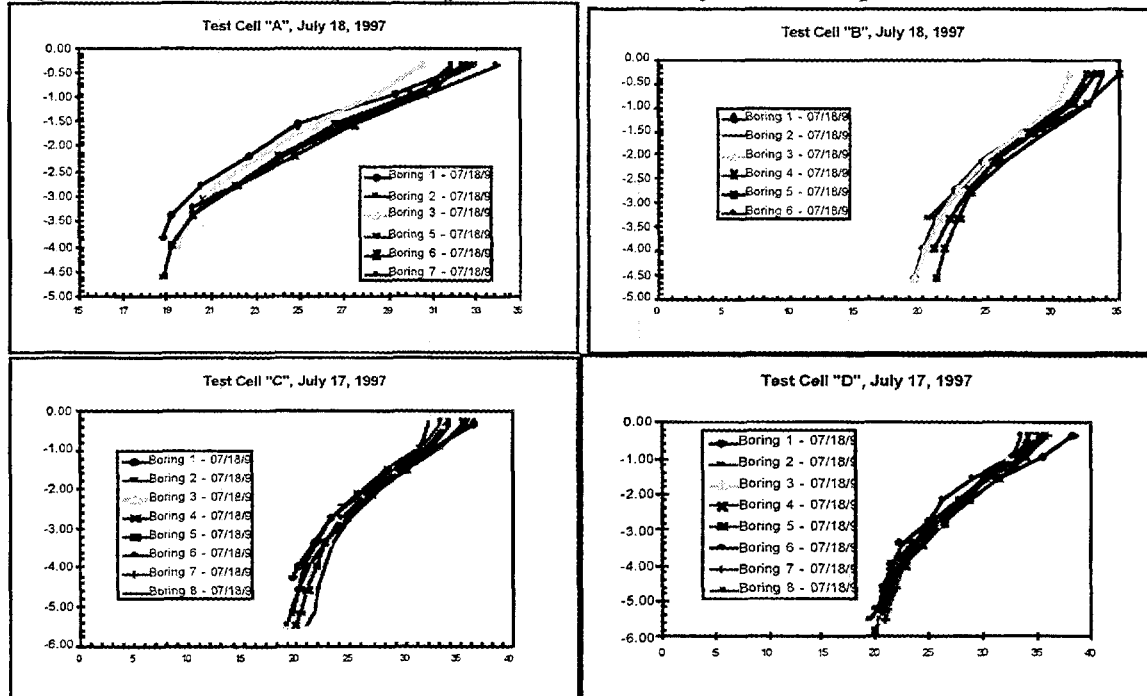 Test Cell "A", July 18, 1997
0.00
-0.50
-1.00
-1.50
-2.00
-2.50
-3.00
-3.50
-4.00
-4.50
-5.00
15 15 17 19 21 23 25 27 29 31 33 35
Boring 1 - 07/18/9
Boring 2 - 07/18/9
Boring 3 - 07/18/9
Boring 5 - 07/18/9
Boring 6 - 07/18/9
Boring 7 - 07/18/9
Test Cell "B", July 18, 1997
0.00
-0.50
-1.00
-1.50
-2.00
-2.50
-3.00
-3.50
-4.00
-4.50
-5.00
0 5 10 15 20 25 30 35
Boring 1 - 07/18/9
Boring 2 - 07/18/9
Boring 3 - 07/18/9
Boring 4 - 07/18/9
Boring 5 - 07/18/9
Boring 6 - 07/18/9
Test Cell "C", July 17, 1997
0.00
-1.00
-2.00
-3.00
-4.00
-5.00
-6.00
0 5 10 15 20 25 30 35 40
Boring 1 - 07/18/9
Boring 2 - 07/18/9
Boring 3 - 07/18/9
Boring 4 - 07/18/9
Boring 5 - 07/18/9
Boring 6 - 07/18/9
Boring 7 - 07/18/9
Boring 8 - 07/18/9
Test Cell "D", July 17, 1997
0.00
-1.00
-2.00
-3.00
-4.00
-5.00
-6.00
0 5 10 15 20 25 30 35 40
Boring 1 - 07/18/9
Boring 2 - 07/18/9
Boring 3 - 07/18/9
Boring 4 - 07/18/9
Boring 5 - 07/18/9
Boring 6 - 07/18/9
Boring 7 - 07/18/9
Boring 8 - 07/18/9